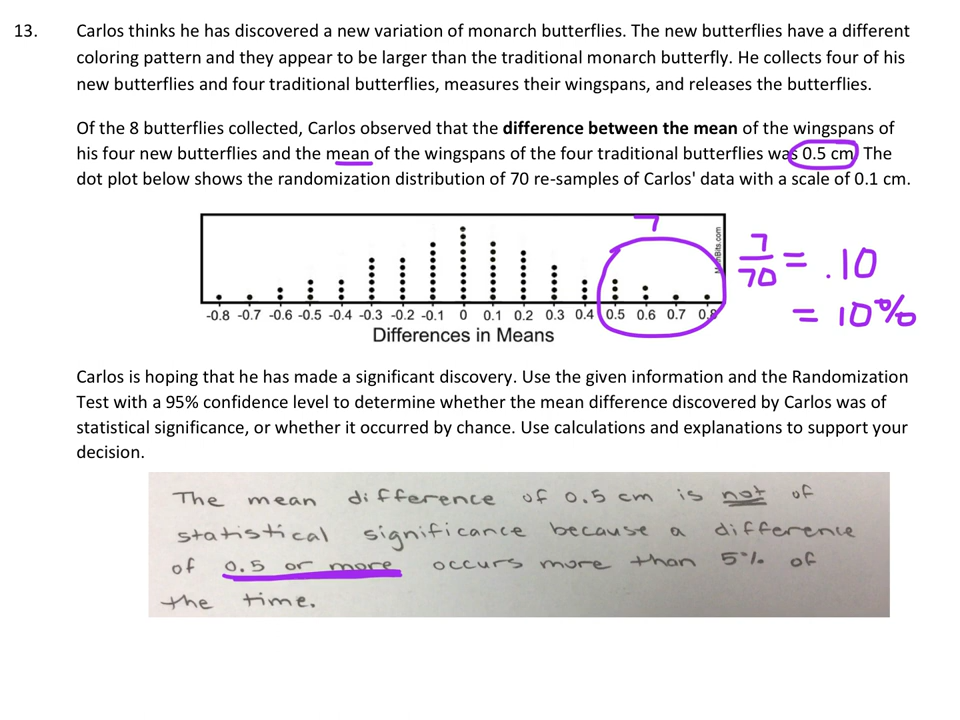 13. Carlos thinks he has discovered a new variation of monarch butterflies. The new butterflies have a different
coloring pattern and they appear to be larger than the traditional monarch butterfly. He collects four of his
new butterflies and four traditional butterflies, measures their wingspans, and releases the butterflies.
Of the 8 butterflies collected, Carlos observed that the difference between the mean of the wingspans of
his four new butterflies and the mean of the wingspans of the four traditional butterflies was 0.5 cm. The
dot plot below shows the randomization distribution of 70 re-samples of Carlos' data with a scale of 0.1 cm.
7
7/70 = .10
= 10%
-0.8 -0.7 -0.6 -0.5 -0.4 -0.3 -0.2 -0.1 0 0.1 0.2 0.3 0.4 0.5 0.6 0.7 0.8
Differences in Means
Carlos is hoping that he has made a significant discovery. Use the given information and the Randomization
Test with a 95% confidence level to determine whether the mean difference discovered by Carlos was of
statistical significance, or whether it occurred by chance. Use calculations and explanations to support your
decision.
The mean difference of 0.5 cm is not of
statistical significance because a difference
of 0.5 or more occurs more than 5% of
the time.